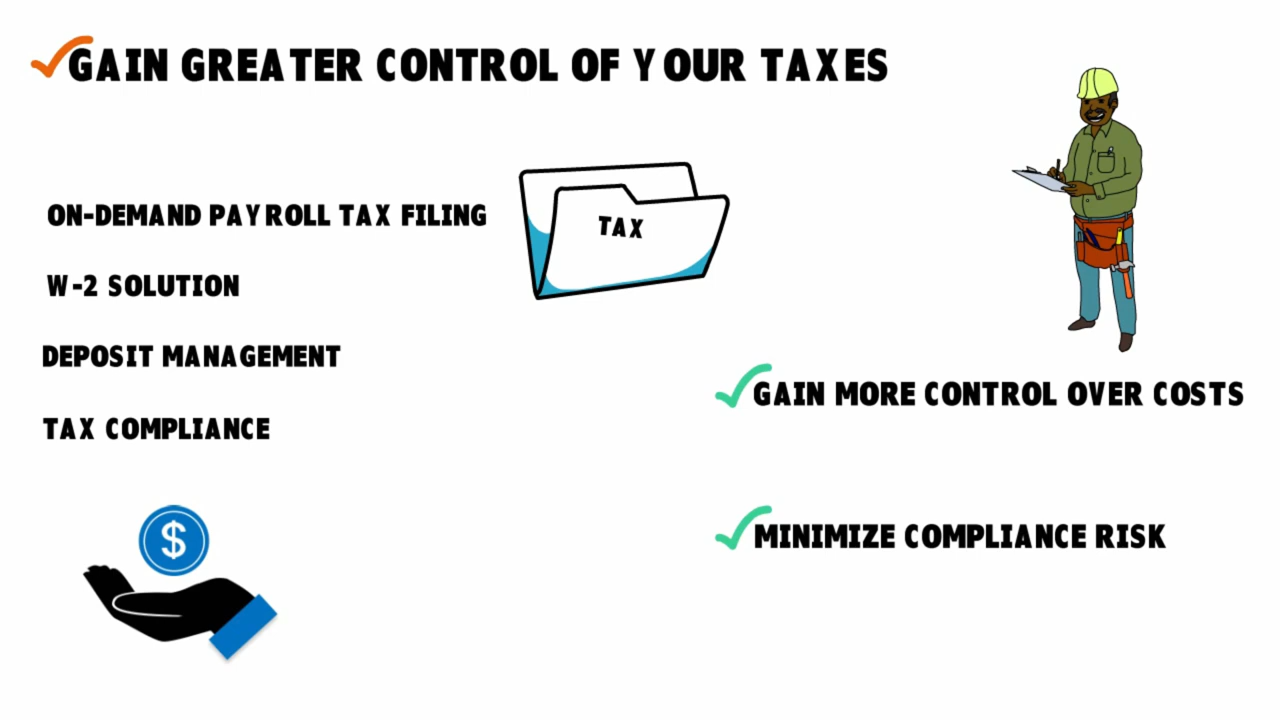 GAIN GREATER CONTROL OF YOUR TAXES
ON-DEMAND PAYROLL TAX FILING
TAX
W-2 SOLUTION
DEPOSIT MANAGEMENT
TAX COMPLIANCE
$
GAIN MORE CONTROL OVER COSTS
MINIMIZE COMPLIANCE RISK